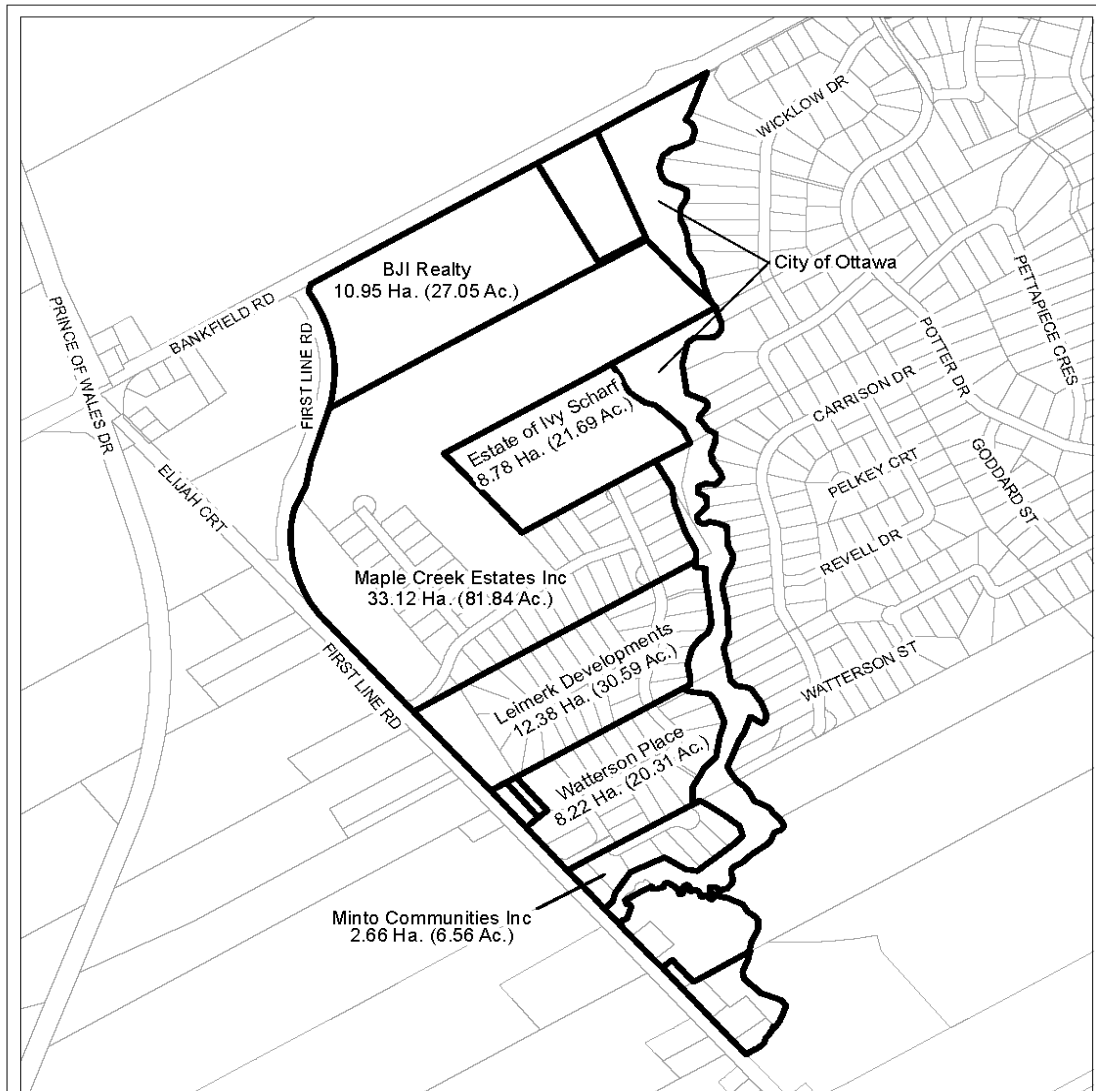 WICKLOW DR
City of Ottawa
BJI Realty
10.95 Ha. (27.05 Ac.)
PETTAPIECE CRES
PRINCE OF WALES DR
BANKFIELD RD
FIRST LINE RD
POTTER DR
CARRISON DR
Estate of Ivy Scharf
8.78 Ha. (21.69 Ac.)
ELIJAH CRT
PELKEY CRT
GODDARD ST
REVELL DR
Maple Creek Estates Inc
33.12 Ha. (81.84 Ac.)
FIRST LINE RD
WATTERSON ST
Leimerk Developments
12.38 Ha. (30.59 Ac.)
Watterson Place
8.22 Ha. (20.31 Ac.)
Minto Communities Inc
2.66 Ha. (6.56 Ac.)